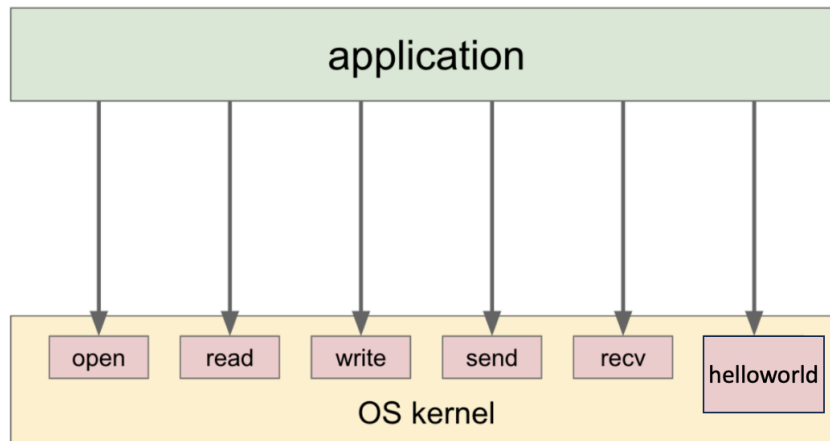 application
open
read
write
send
recv
helloworld
OS kernel